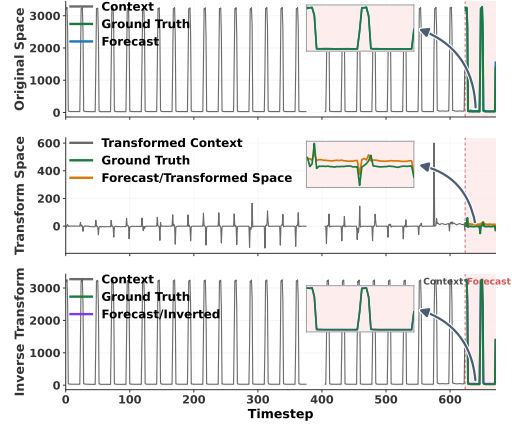 Original Space
3000
2000
1000
0
Context
Ground Truth
Forecast
Transform Space
600
400
200
0
Transformed Context
Ground Truth
Forecast/Transformed Space
Inverse Transform
3000
2000
1000
0
Context
Ground Truth
Forecast/Inverted
Context Forecast
0 100 200 300 400 500 600
Timestep